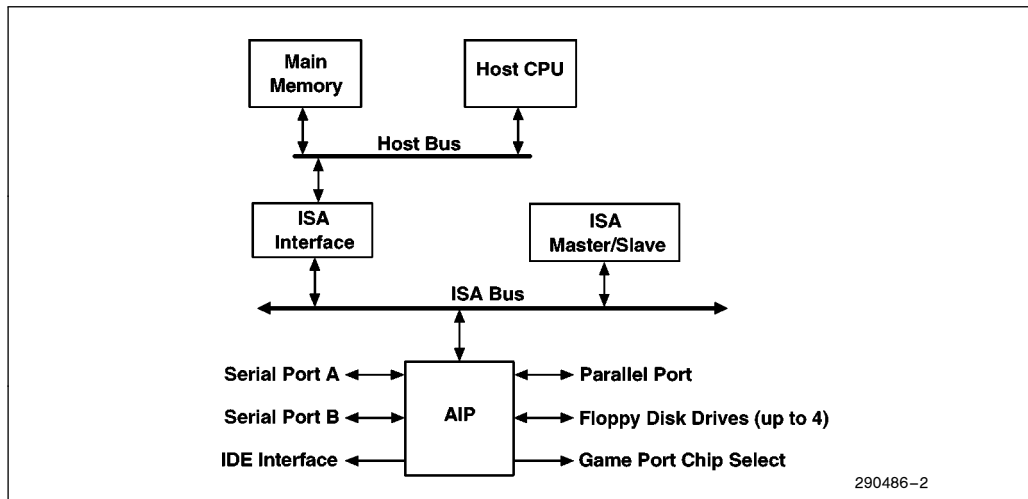 Main
Memory
Host CPU
Host Bus
ISA
Interface
ISA
Master/Slave
ISA Bus
Serial Port A
AIP
Parallel Port
Serial Port B
Floppy Disk Drives (up to 4)
IDE Interface
Game Port Chip Select
290486–2